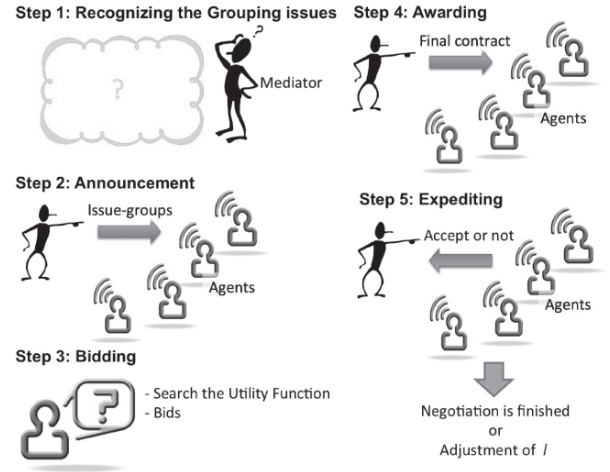 Step 1: Recognizing the Grouping issues
?
?
Mediator
Step 2: Announcement
Issue-groups
Agents
Step 3: Bidding
?
- Search the Utility Function
- Bids
Step 4: Awarding
Final contract
Agents
Step 5: Expediting
Accept or not
Agents
Negotiation is finished
or
Adjustment of l